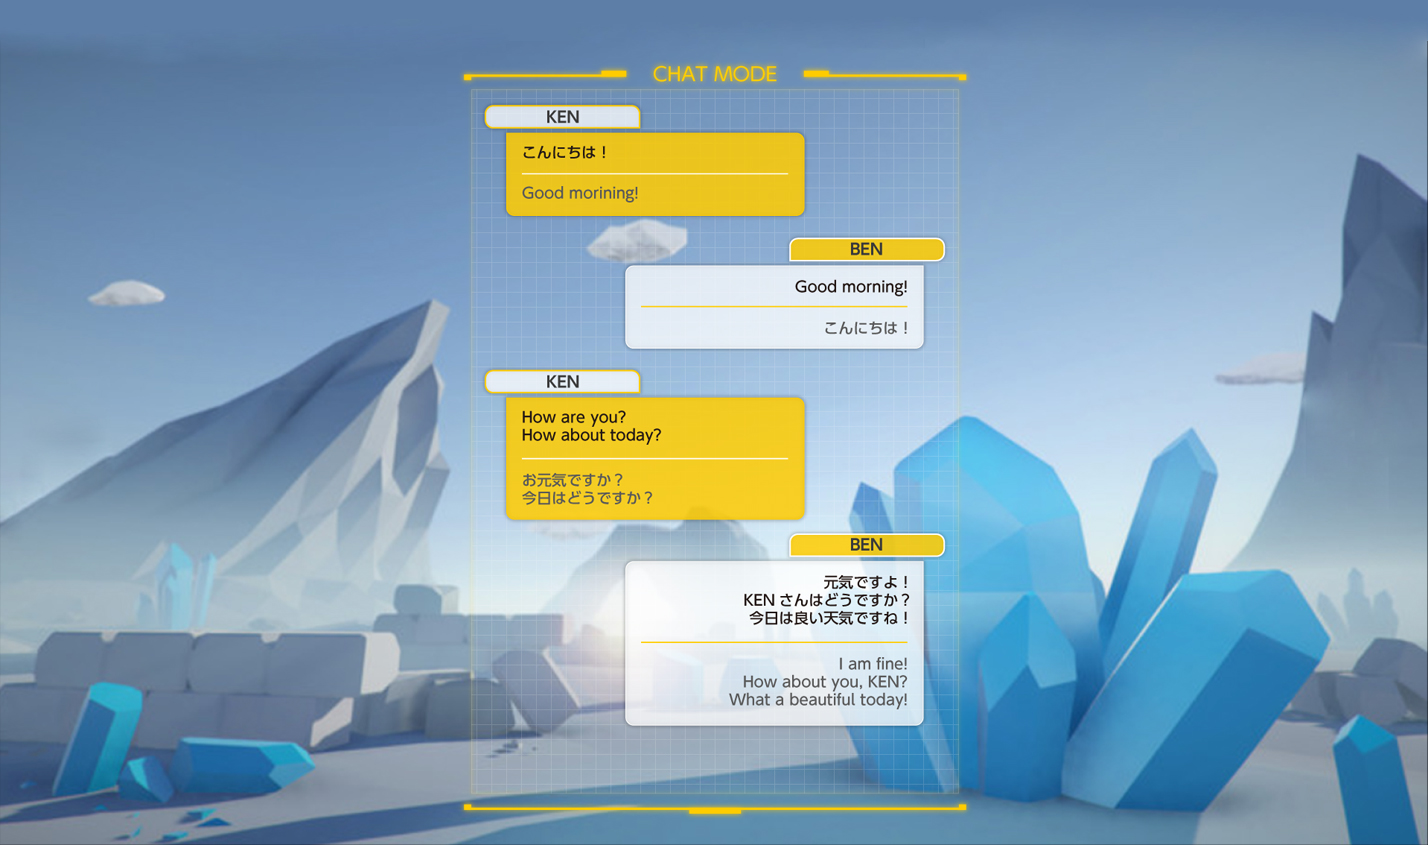 CHAT MODE
KEN
こんにちは！
Good morining!
BEN
Good morning!
こんにちは！
KEN
How are you?
How about today?
お元気ですか？
今日はどうですか？
BEN
元気ですよ！
KEN さんはどうですか？
今日は良い天気ですね！
I am fine!
How about you, KEN?
What a beautiful today!